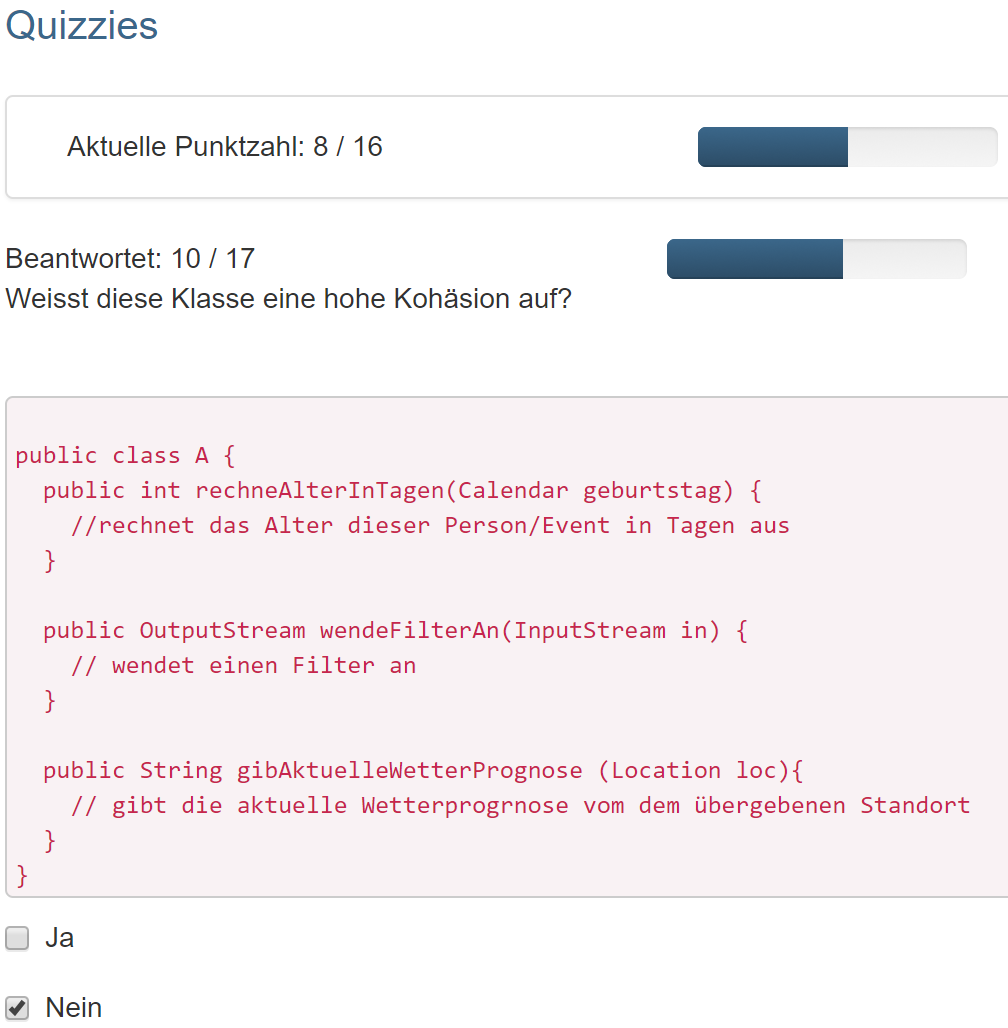 Quizzies
Aktuelle Punktzahl: 8 / 16
Beantwortet: 10 / 17
Weisst diese Klasse eine hohe Kohäsion auf?
public class A {
  public int rechneAlterInTagen(Calendar geburtstag) {
    //rechnet das Alter dieser Person/Event in Tagen aus
  }
  public OutputStream wendeFilterAn(InputStream in) {
    // wendet einen Filter an
  }
  public String gibAktuelleWetterPrognose (Location loc){
    // gibt die aktuelle Wetterprogrnose vom dem übergebenen Standort
  }
}
Ja
Nein